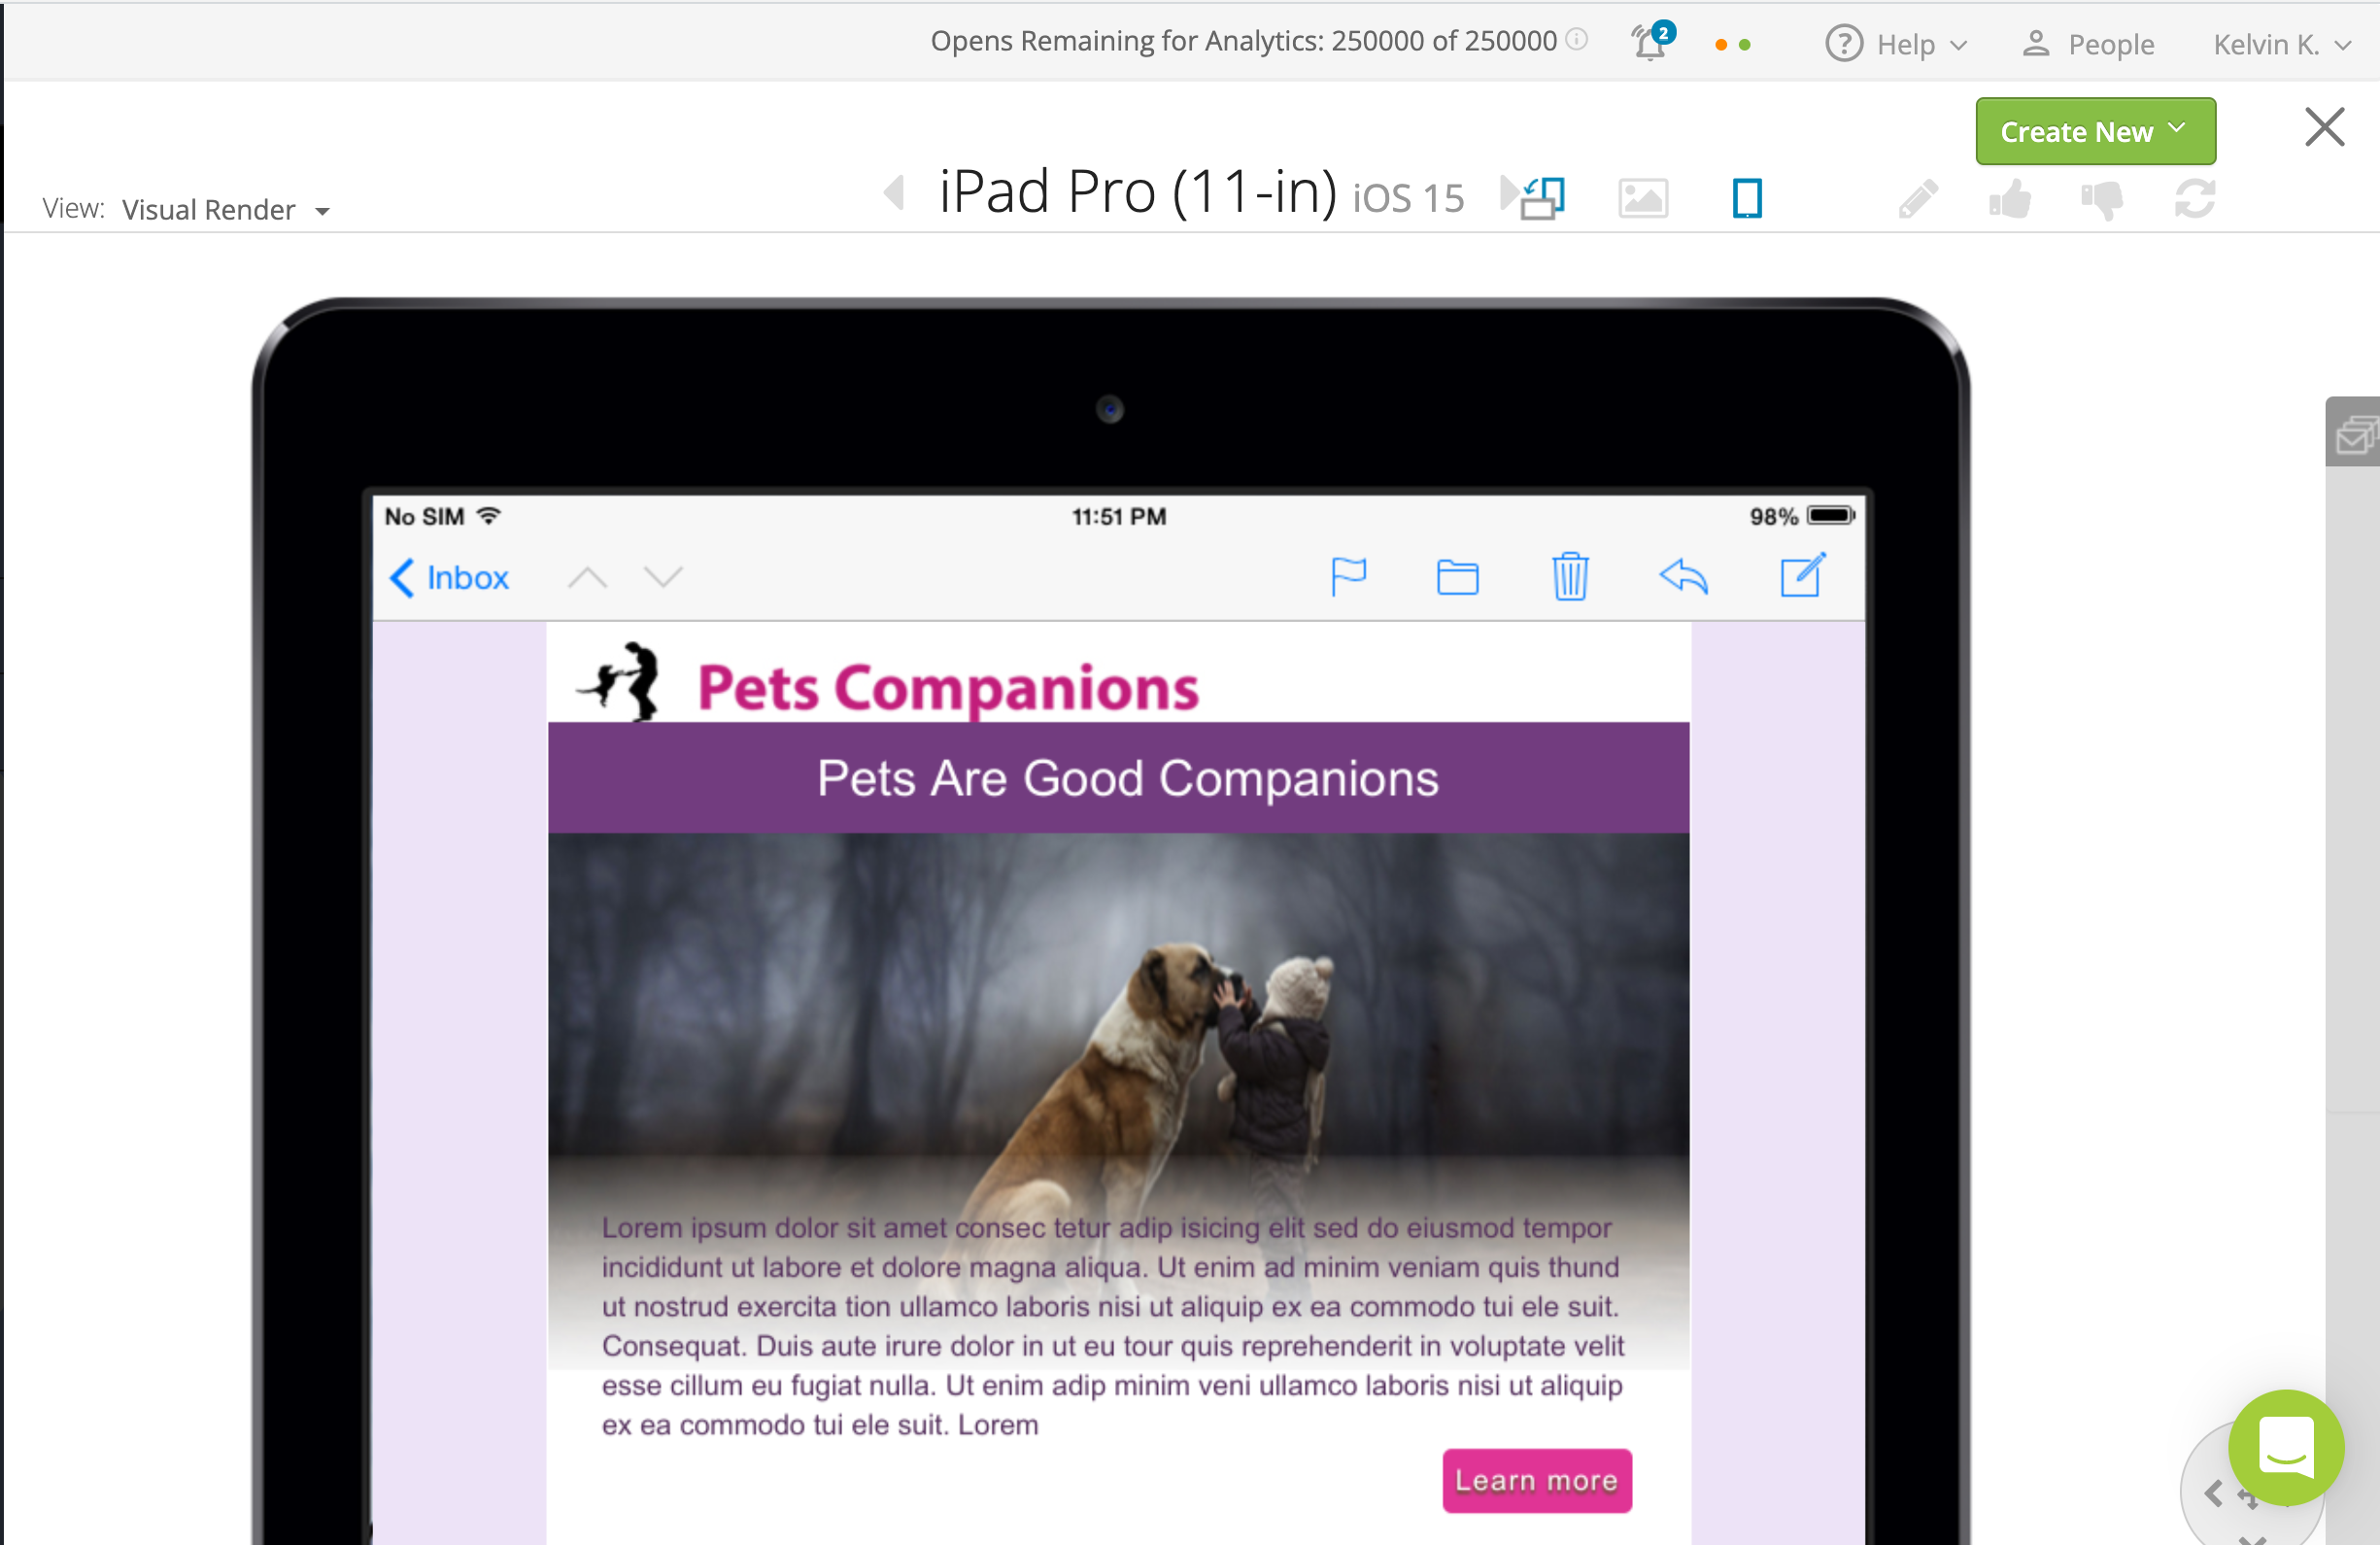 Opens Remaining for Analytics: 250000 of 250000
2
Help
People
Kelvin K.
Create New
View: Visual Render
iPad Pro (11-in) iOS 15
No SIM
11:51 PM
98%
Inbox
Pets Companions
Pets Are Good Companions
Lorem ipsum dolor sit amet consec tetur adip isicing elit sed do eiusmod tempor
incididunt ut labore et dolore magna aliqua. Ut enim ad minim veniam quis thund
ut nostrud exercita tion ullamco laboris nisi ut aliquip ex ea commodo tui ele suit.
Consequat. Duis aute irure dolor in ut eu tour quis reprehenderit in voluptate velit
esse cillum eu fugiat nulla. Ut enim adip minim veni ullamco laboris nisi ut aliquip
ex ea commodo tui ele suit. Lorem
Learn more